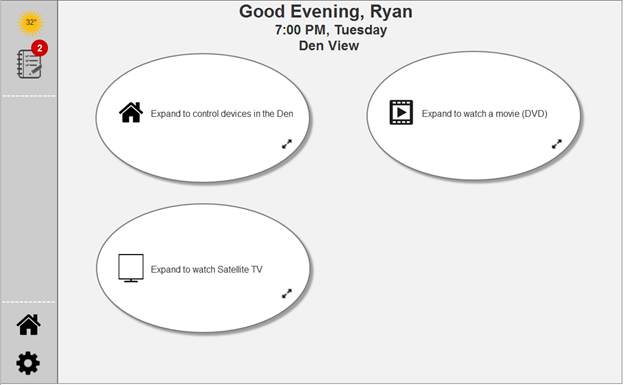 Good Evening, Ryan
7:00 PM, Tuesday
Den View
32°
2
Expand to control devices in the Den
Expand to watch a movie (DVD)
Expand to watch Satellite TV